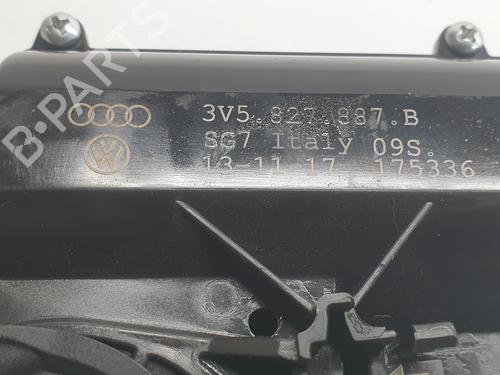 3V5.827.887.B
SG7 Italy 09S.
13-11-17 175336
B-PARTS